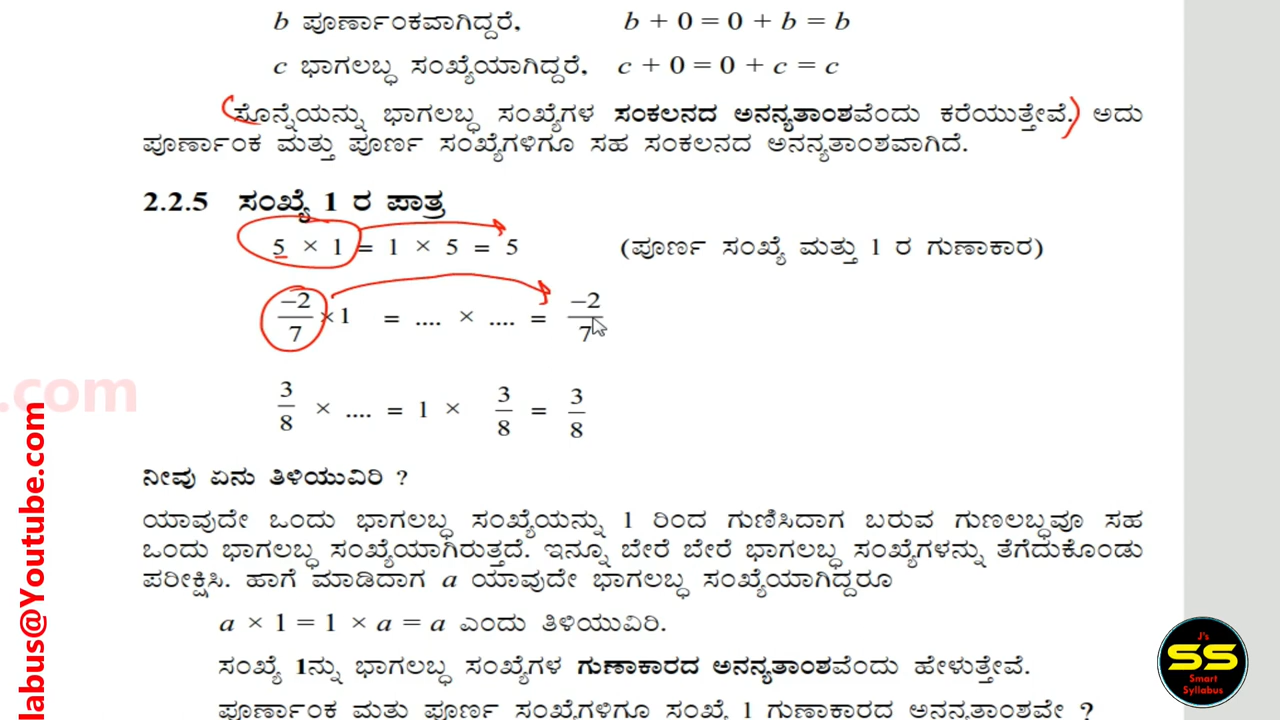 b ಪೂರ್ಣಾಂಕವಾಗಿದ್ದರೆ, b + 0 = 0 + b = b
c ಭಾಗಲಬ್ಧ ಸಂಖ್ಯೆಯಾಗಿದ್ದರೆ, c + 0 = 0 + c = c
ಸೊನ್ನೆಯನ್ನು ಭಾಗಲಬ್ಧ ಸಂಖ್ಯೆಗಳ ಸಂಕಲನದ ಅನನ್ಯತಾಂಶವೆಂದು ಕರೆಯುತ್ತೇವೆ. ಅದು
ಪೂರ್ಣಾಂಕ ಮತ್ತು ಪೂರ್ಣ ಸಂಖ್ಯೆಗಳಿಗೂ ಸಹ ಸಂಕಲನದ ಅನನ್ಯತಾಂಶವಾಗಿದೆ.
2.2.5 ಸಂಖ್ಯೆ 1 ರ ಪಾತ್ರ
5 × 1 = 1 × 5 = 5 (ಪೂರ್ಣ ಸಂಖ್ಯೆ ಮತ್ತು 1 ರ ಗುಣಾಕಾರ)
−2/7 × 1 = .... × .... = −2/7
3/8 × .... = 1 × 3/8 = 3/8
ನೀವು ಏನು ತಿಳಿಯುವಿರಿ ?
ಯಾವುದೇ ಒಂದು ಭಾಗಲಬ್ಧ ಸಂಖ್ಯೆಯನ್ನು 1 ರಿಂದ ಗುಣಿಸಿದಾಗ ಬರುವ ಗುಣಲಬ್ಧವೂ ಸಹ
ಒಂದು ಭಾಗಲಬ್ಧ ಸಂಖ್ಯೆಯಾಗಿರುತ್ತದೆ. ಇನ್ನೂ ಬೇರೆ ಬೇರೆ ಭಾಗಲಬ್ಧ ಸಂಖ್ಯೆಗಳನ್ನು ತೆಗೆದುಕೊಂಡು
ಪರೀಕ್ಷಿಸಿ. ಹಾಗೆ ಮಾಡಿದಾಗ a ಯಾವುದೇ ಭಾಗಲಬ್ಧ ಸಂಖ್ಯೆಯಾಗಿದ್ದರೂ
a × 1 = 1 × a = a ಎಂದು ತಿಳಿಯುವಿರಿ.
ಸಂಖ್ಯೆ 1ನ್ನು ಭಾಗಲಬ್ಧ ಸಂಖ್ಯೆಗಳ ಗುಣಾಕಾರದ ಅನನ್ಯತಾಂಶವೆಂದು ಹೇಳುತ್ತೇವೆ.
ಪೂರ್ಣಾಂಕ ಮತ್ತು ಪೂರ್ಣ ಸಂಖ್ಯೆಗಳಿಗೂ ಸಂಖ್ಯೆ 1 ಗುಣಾಕಾರದ ಅನನ್ಯತಾಂಶವೇ ?
.com
labus@Youtube.com
J's
SS
Smart
Syllabus